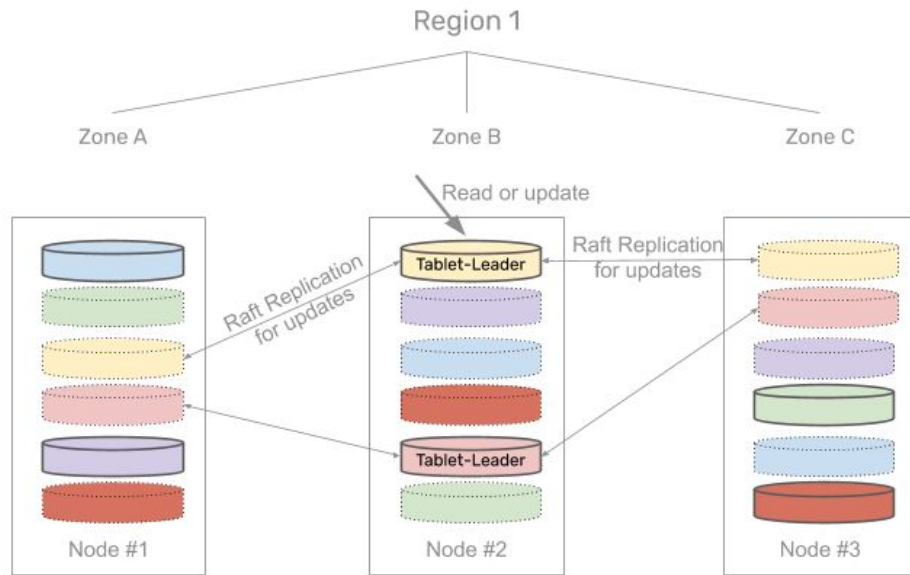 Region 1
Zone A
Zone B
Zone C
Read or update
Tablet-Leader
Raft Replication
for updates
Raft Replication
for updates
Tablet-Leader
Node #1
Node #2
Node #3